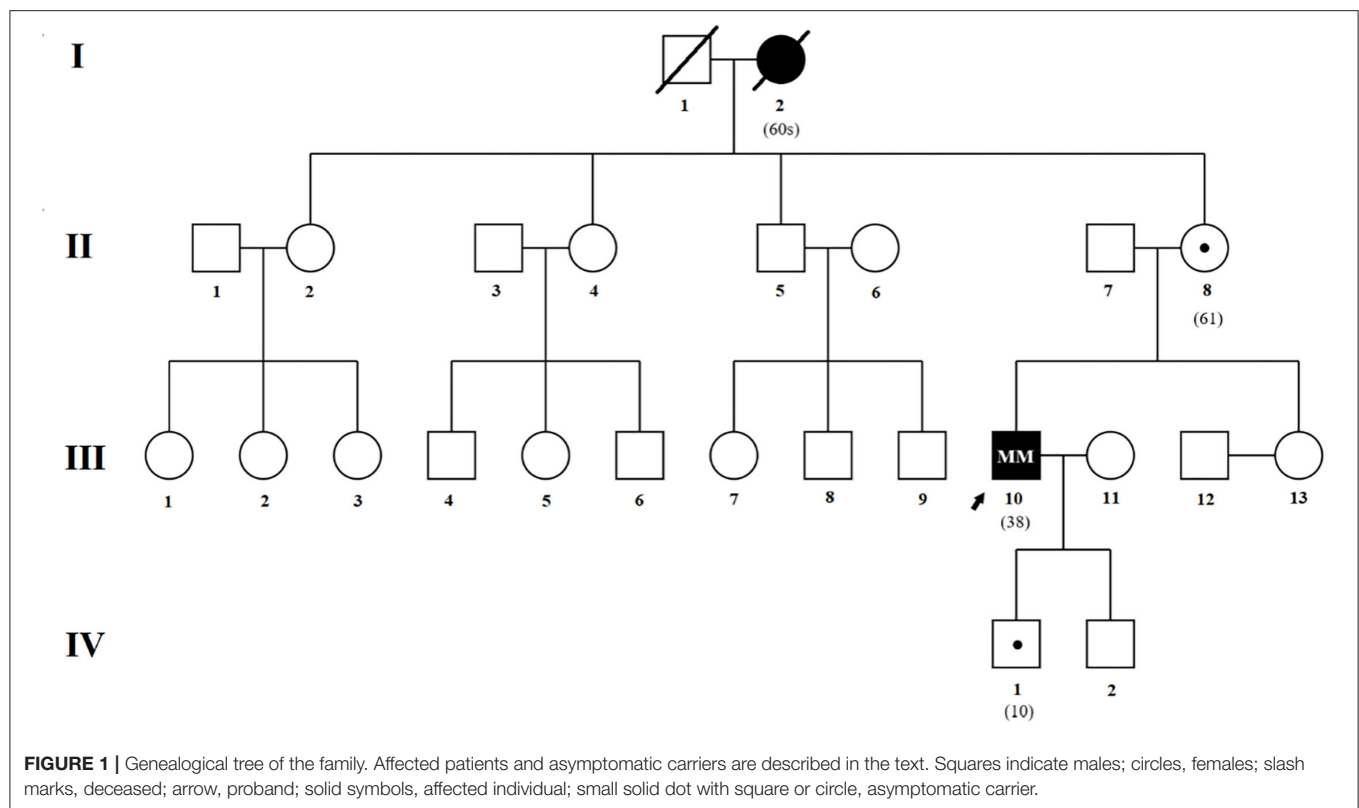 I
1 2
(60s)
II
1 2 3 4 5 6 7 8
(61)
III
MM
1 2 3 4 5 6 7 8 9 10 11 12 13
(38)
IV
1 2
(10)
FIGURE 1 | Genealogical tree of the family. Affected patients and asymptomatic carriers are described in the text. Squares indicate males; circles, females; slash
marks, deceased; arrow, proband; solid symbols, affected individual; small solid dot with square or circle, asymptomatic carrier.